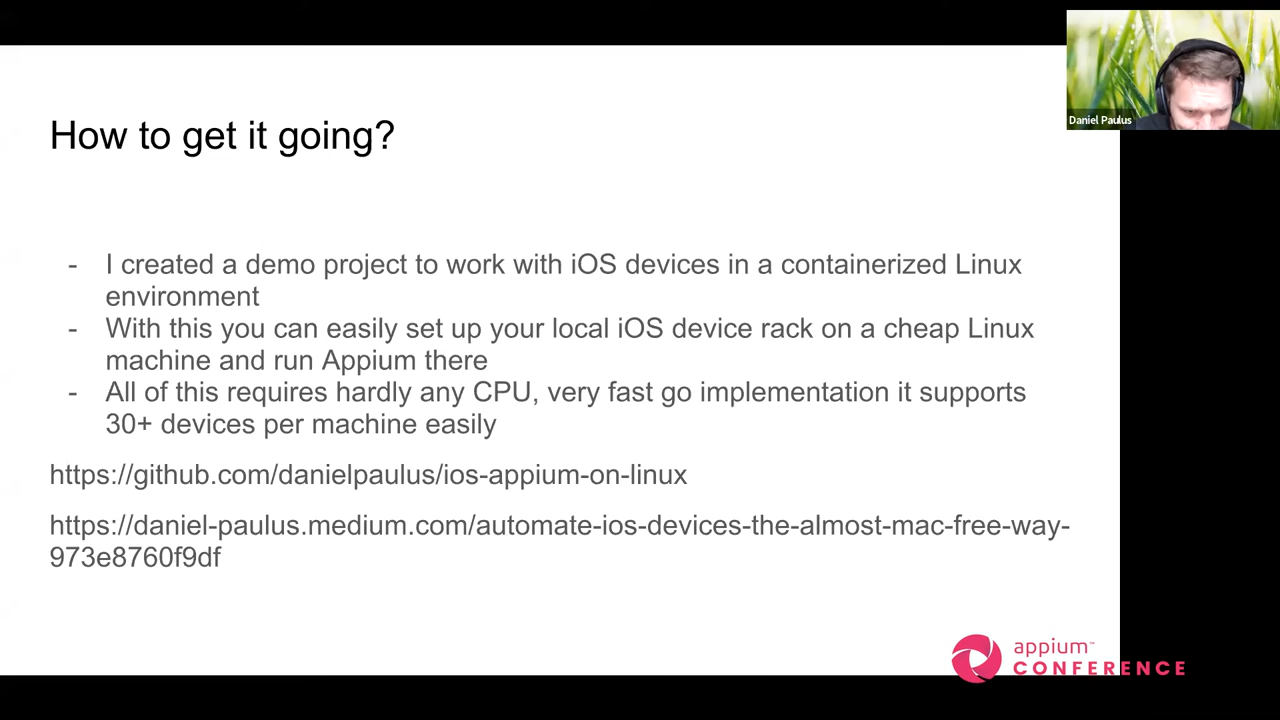 Daniel Paulus
How to get it going?
- I created a demo project to work with iOS devices in a containerized Linux
environment
- With this you can easily set up your local iOS device rack on a cheap Linux
machine and run Appium there
- All of this requires hardly any CPU, very fast go implementation it supports
30+ devices per machine easily
https://github.com/danielpaulus/ios-appium-on-linux
https://daniel-paulus.medium.com/automate-ios-devices-the-almost-mac-free-way-
973e8760f9df
appium™
CONFERENCE